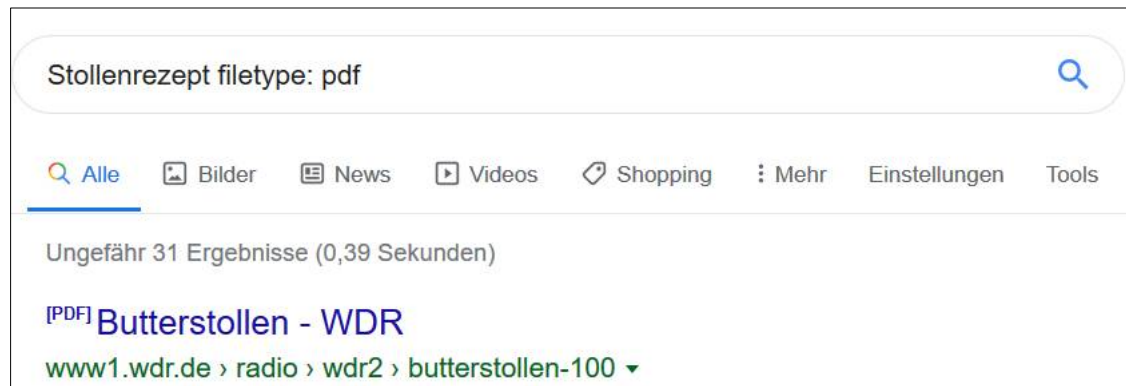 Stollenrezept filetype: pdf
Alle Bilder News Videos Shopping Mehr Einstellungen Tools
Ungefähr 31 Ergebnisse (0,39 Sekunden)
[PDF] Butterstollen - WDR
www1.wdr.de › radio › wdr2 › butterstollen-100